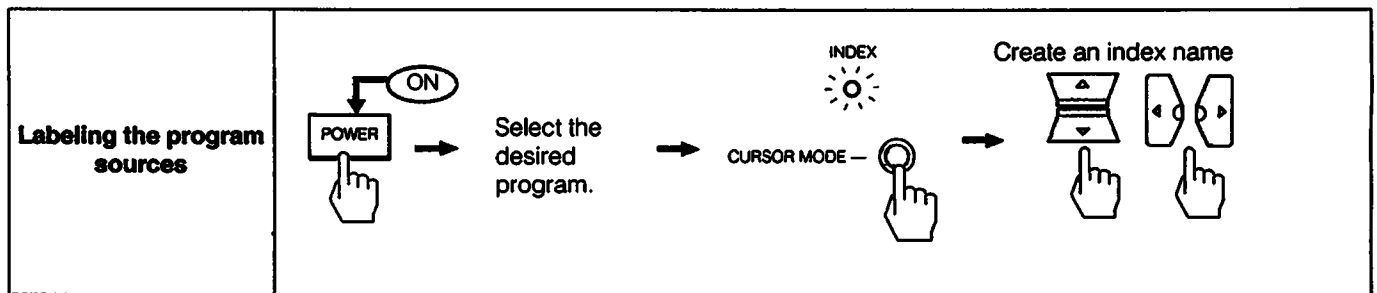 Labeling the program
sources
ON
POWER
Select the
desired
program.
INDEX
CURSOR MODE
Create an index name